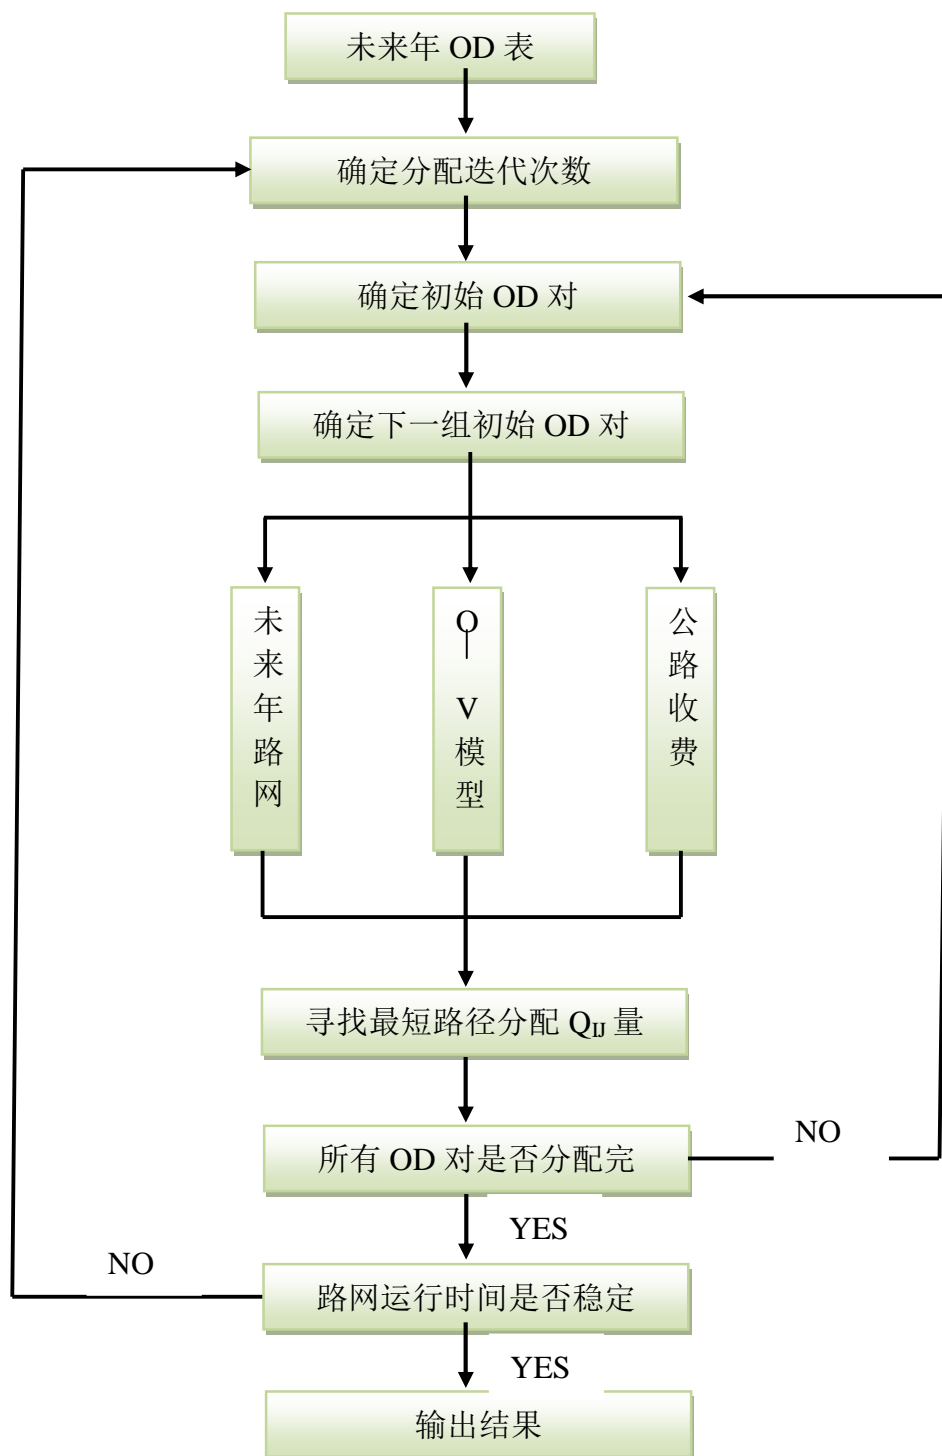 未来年 OD 表
确定分配迭代次数
确定初始 OD 对
确定下一组初始 OD 对
未来年路网
Q—V模型
公路收费
寻找最短路径分配 QIJ 量
所有 OD 对是否分配完
NO
YES
NO
路网运行时间是否稳定
YES
输出结果